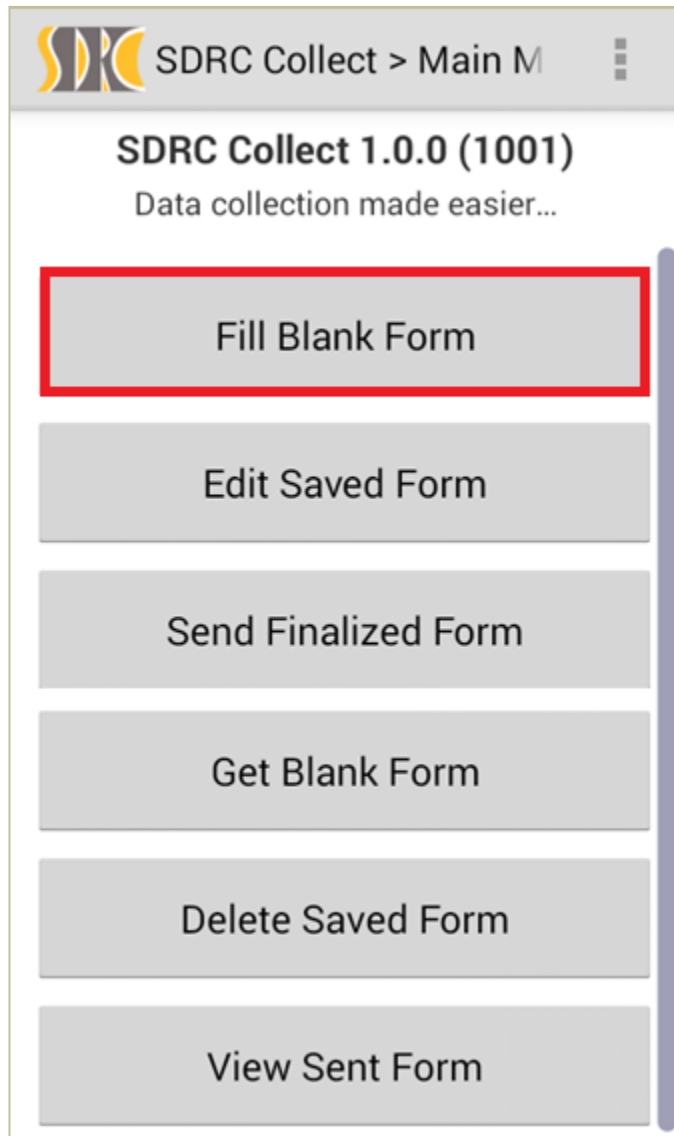 SDRC SDRC Collect > Main M
SDRC Collect 1.0.0 (1001)
Data collection made easier...
Fill Blank Form
Edit Saved Form
Send Finalized Form
Get Blank Form
Delete Saved Form
View Sent Form